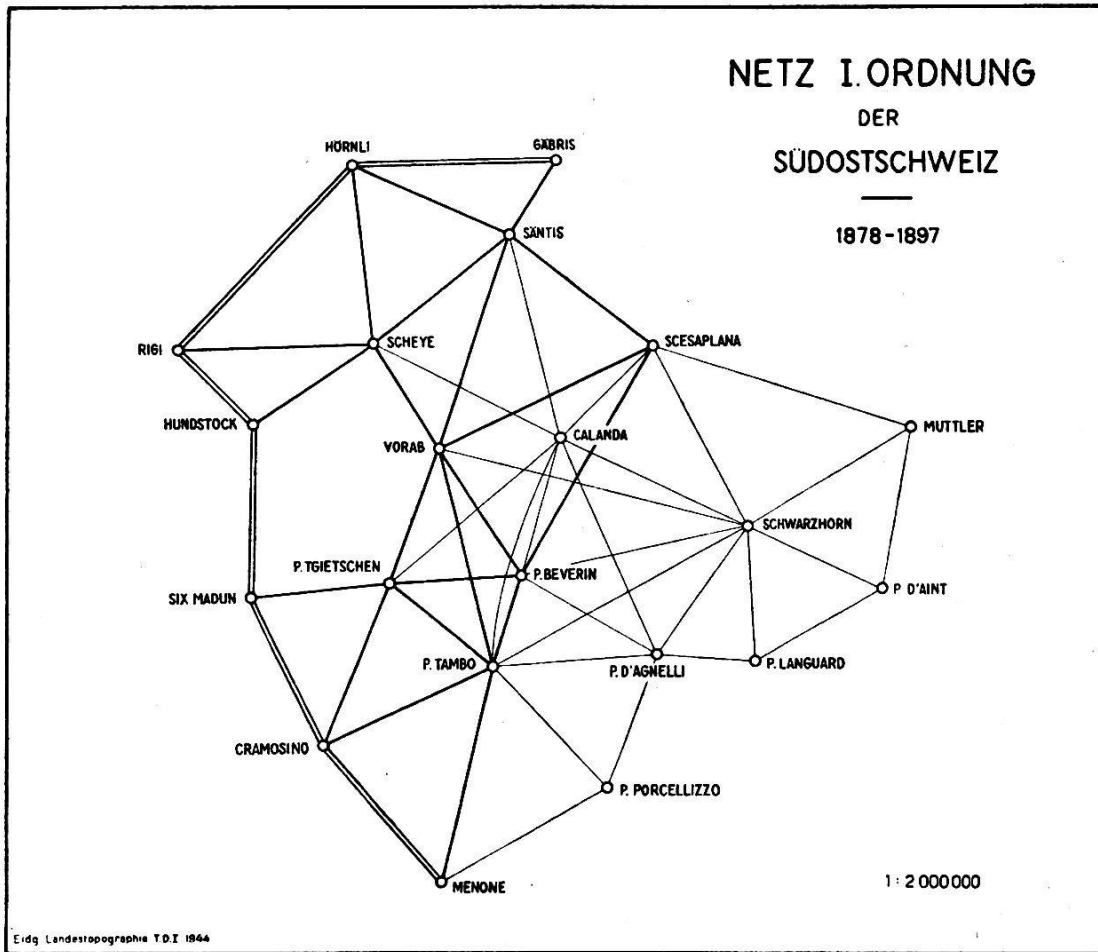 NETZ I. ORDNUNG
DER
SÜDOSTSCHWEIZ
1878-1897
HÖRNLI
GÄBRIS
SÄNTIS
RIGI
SCHEYE
SCESAPLANA
HUNDSTOCK
VORAB
CALANDA
MUTTLER
SCHWARZHORN
P. TGIETSCHEN
P. BEVERIN
SIX MADUN
P D'AINT
P. TAMBO
P. D'AGNELLI
P. LANGUARD
CRAMOSINO
P. PORCELLIZZO
MENONE
1: 2 000 000
Eidg Landestopographie T.D.I 1944